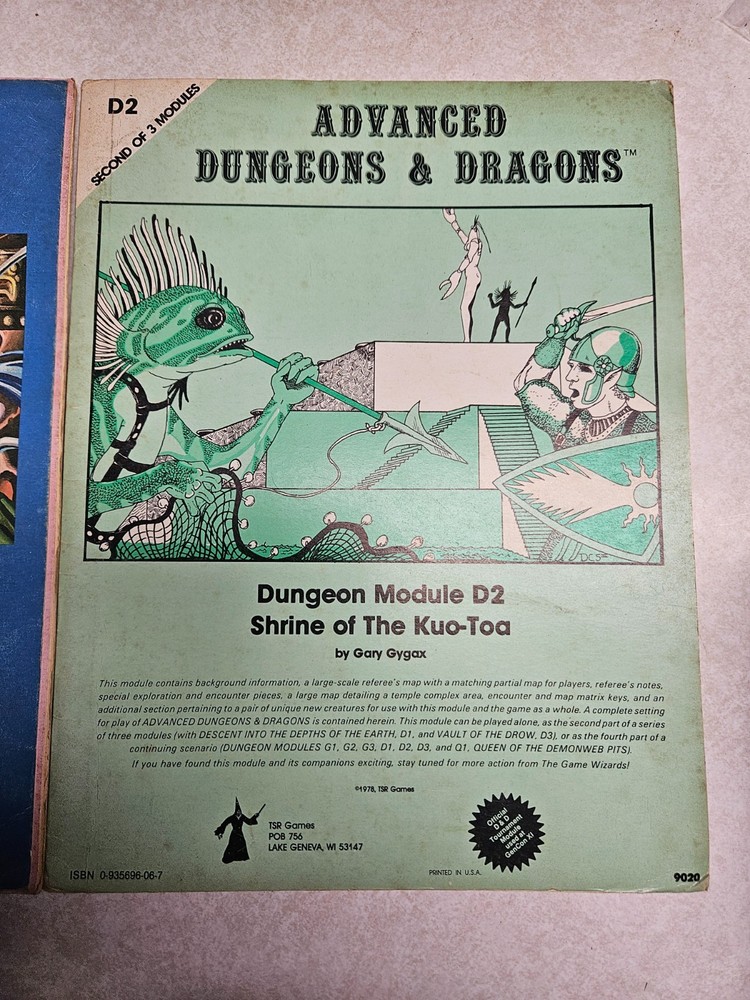 D2
SECOND OF 3 MODULES
ADVANCED
DUNGEONS & DRAGONS™
DCS
Dungeon Module D2
Shrine of The Kuo-Toa
by Gary Gygax
This module contains background information, a large-scale referee's map with a matching partial map for players, referee's notes,
special exploration and encounter pieces, a large map detailing a temple complex area, encounter and map matrix keys, and an
additional section pertaining to a pair of unique new creatures for use with this module and the game as a whole. A complete setting
for play of ADVANCED DUNGEONS & DRAGONS is contained herein. This module can be played alone, as the second part of a series
of three modules (with DESCENT INTO THE DEPTHS OF THE EARTH, D1, and VAULT OF THE DROW, D3), or as the fourth part of a
continuing scenario (DUNGEON MODULES G1, G2, G3, D1, D2, D3, and Q1, QUEEN OF THE DEMONWEB PITS).
If you have found this module and its companions exciting, stay tuned for more action from The Game Wizards!
©1978, TSR Games
TSR Games
POB 756
LAKE GENEVA, WI 53147
Official
D & D
Tournament
Module
used at
GenCon XI
ISBN 0-935696-06-7
PRINTED IN U.S.A.
9020